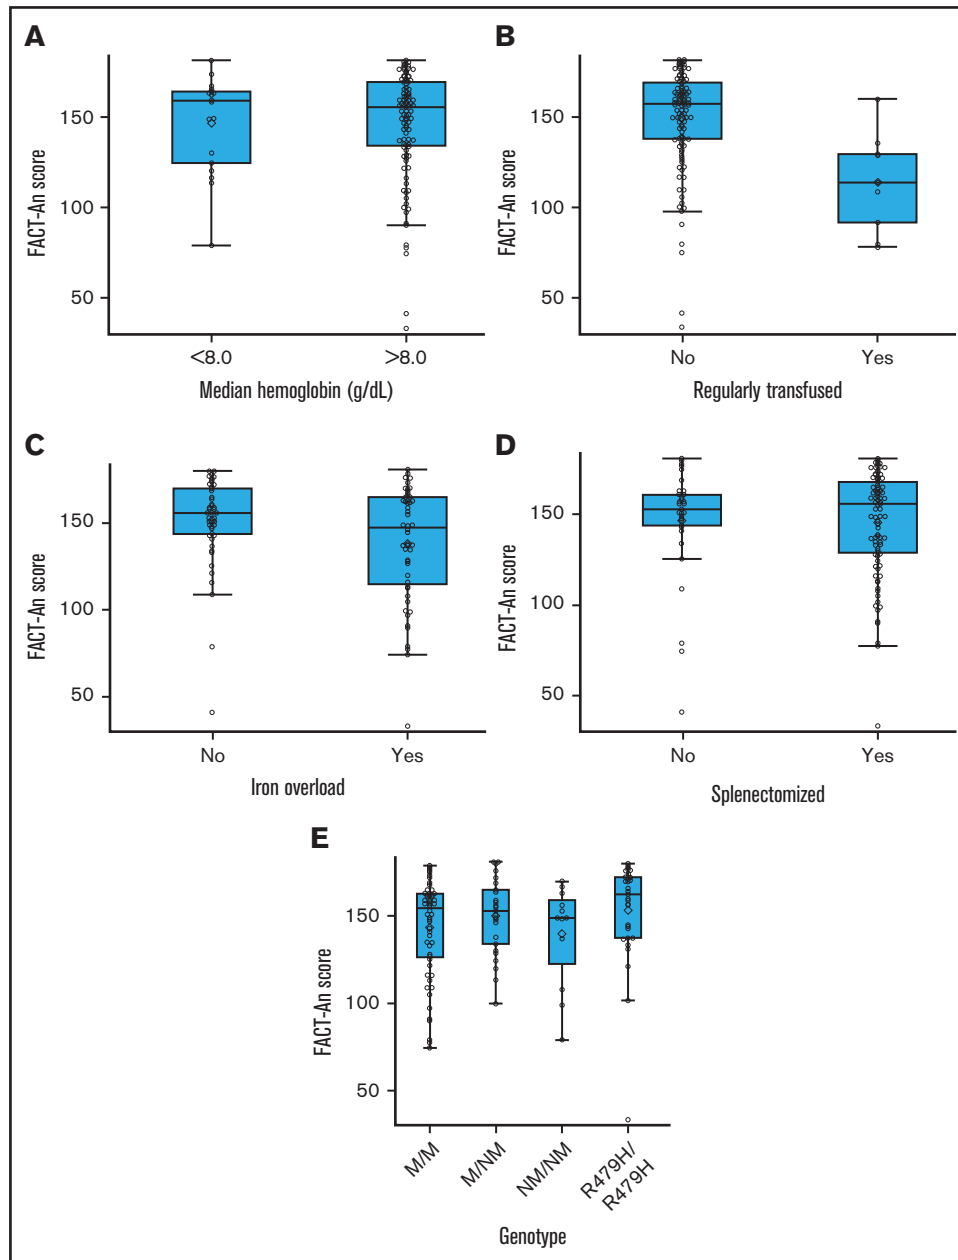 A
FACT-An score
150
100
50
<8.0
>8.0
Median hemoglobin (g/dL)
B
FACT-An score
150
100
50
No
Yes
Regularly transfused
C
FACT-An score
150
100
50
No
Yes
Iron overload
D
FACT-An score
150
100
50
No
Yes
Splenectomized
E
FACT-An score
150
100
50
M/M
M/NM
NM/NM
R479H/
R479H
Genotype